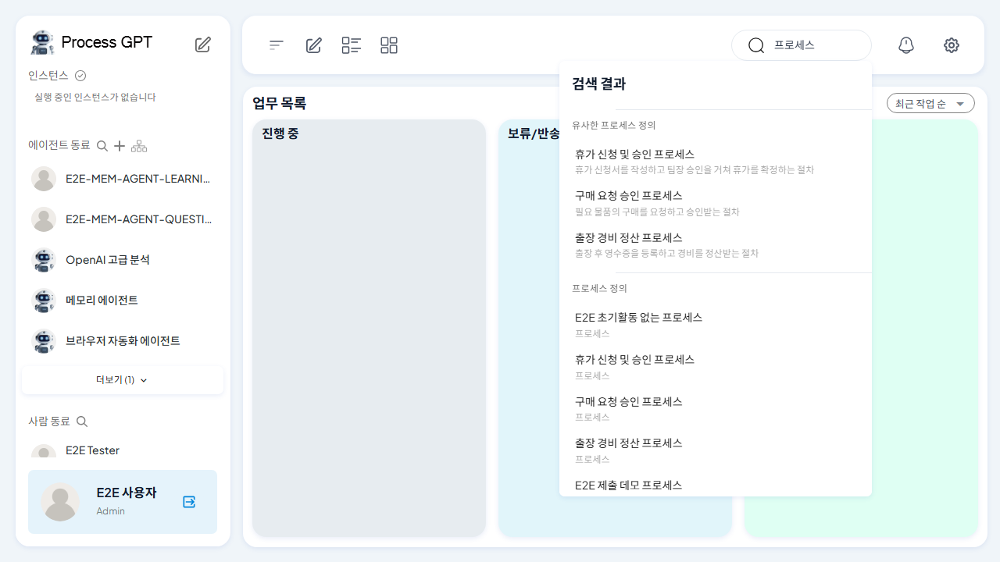 Process GPT
인스턴스
실행 중인 인스턴스가 없습니다
에이전트 동료
E2E-MEM-AGENT-LEARNI...
E2E-MEM-AGENT-QUESTI...
OpenAI 고급 분석
메모리 에이전트
브라우저 자동화 에이전트
더보기 (1)
사람 동료
E2E Tester
E2E 사용자
Admin
프로세스
업무 목록
최근 작업 순
진행 중
보류/반송
검색 결과
유사한 프로세스 정의
휴가 신청 및 승인 프로세스
휴가 신청서를 작성하고 팀장 승인을 거쳐 휴가를 확정하는 절차
구매 요청 승인 프로세스
필요 물품의 구매를 요청하고 승인받는 절차
출장 경비 정산 프로세스
출장 후 영수증을 등록하고 경비를 정산받는 절차
프로세스 정의
E2E 초기활동 없는 프로세스
프로세스
휴가 신청 및 승인 프로세스
프로세스
구매 요청 승인 프로세스
프로세스
출장 경비 정산 프로세스
프로세스
E2E 제출 데모 프로세스